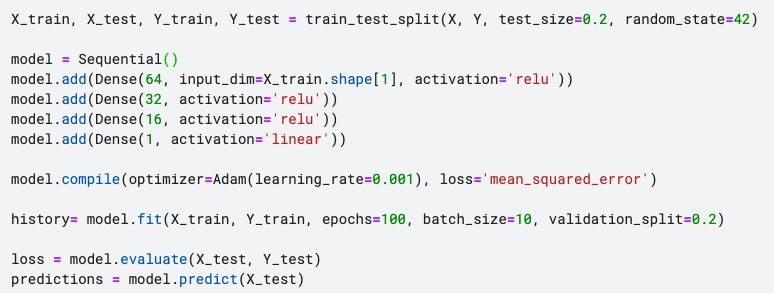 X_train, X_test, Y_train, Y_test = train_test_split(X, Y, test_size=0.2, random_state=42)
model = Sequential()
model.add(Dense(64, input_dim=X_train.shape[1], activation='relu'))
model.add(Dense(32, activation='relu'))
model.add(Dense(16, activation='relu'))
model.add(Dense(1, activation='linear'))
model.compile(optimizer=Adam(learning_rate=0.001), loss='mean_squared_error')
history= model.fit(X_train, Y_train, epochs=100, batch_size=10, validation_split=0.2)
loss = model.evaluate(X_test, Y_test)
predictions = model.predict(X_test)